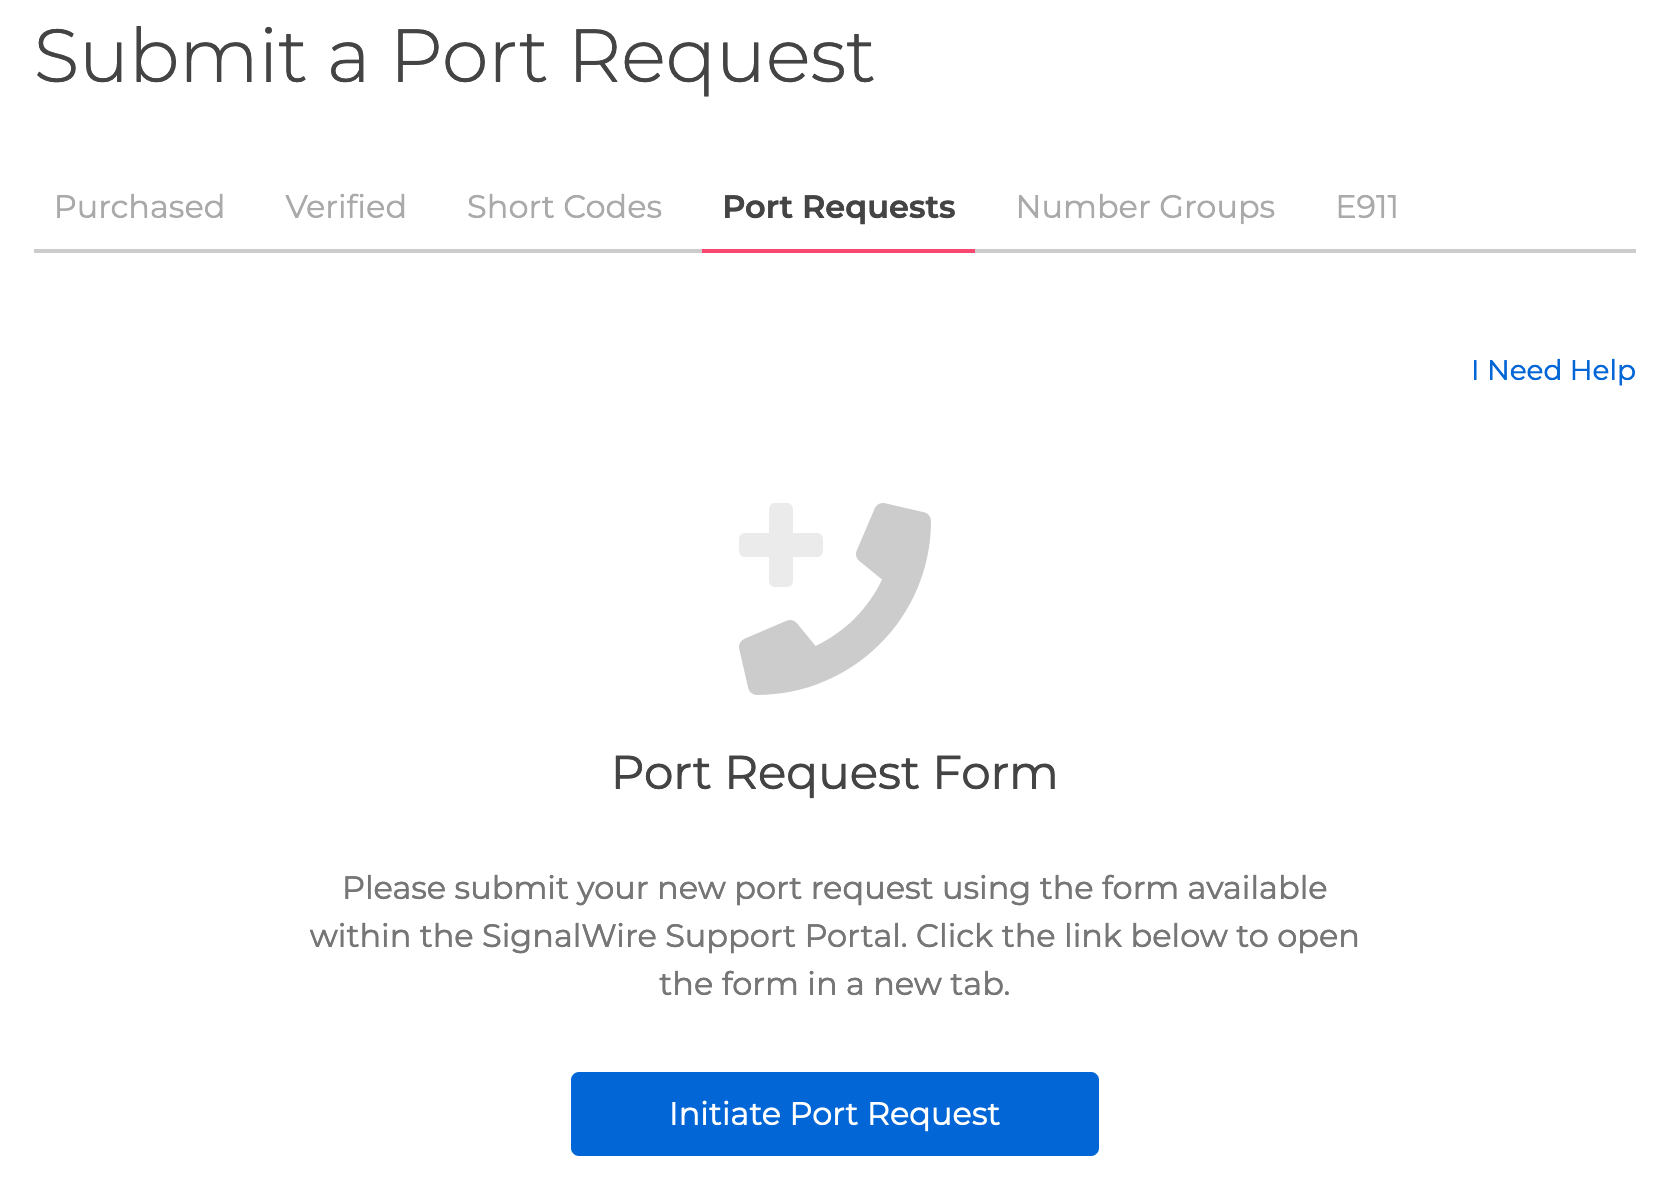 Submit a Port Request
Purchased Verified Short Codes Port Requests Number Groups E911
I Need Help
Port Request Form
Please submit your new port request using the form available
within the SignalWire Support Portal. Click the link below to open
the form in a new tab.
Initiate Port Request